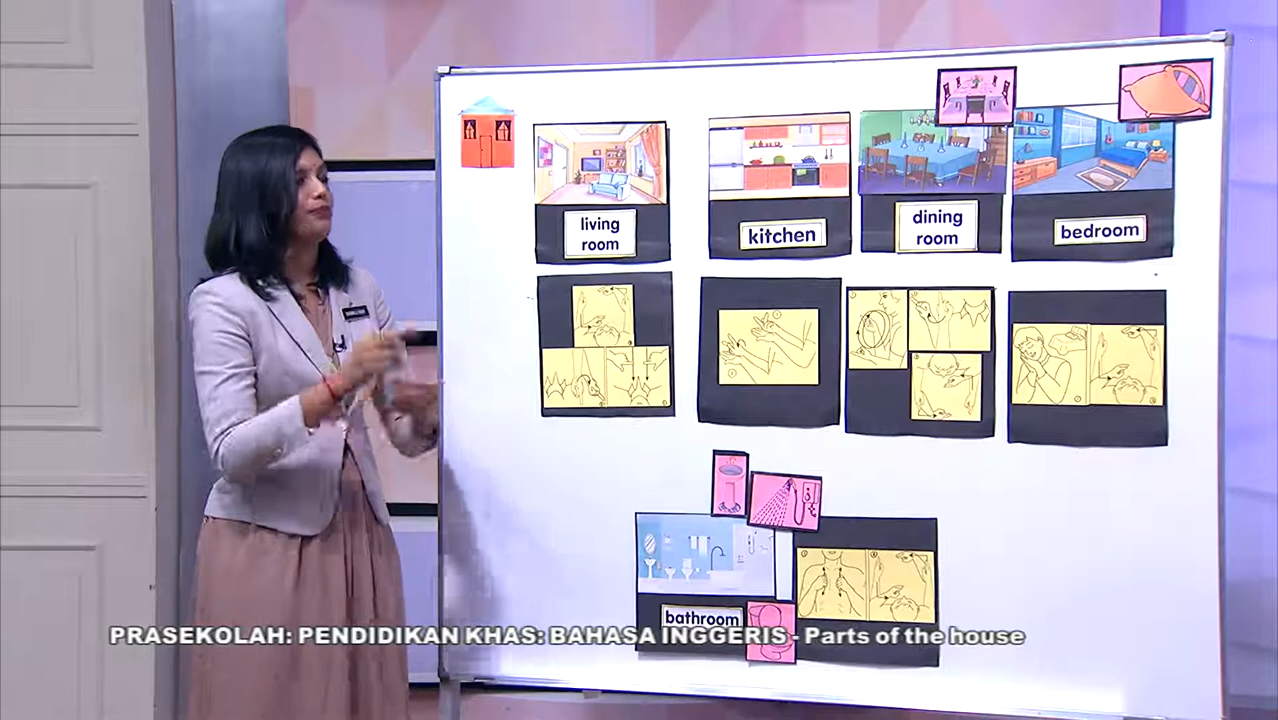 living
room
kitchen
dining
room
bedroom
bathroom
PRASEKOLAH: PENDIDIKAN KHAS: BAHASA INGGERIS - Parts of the house